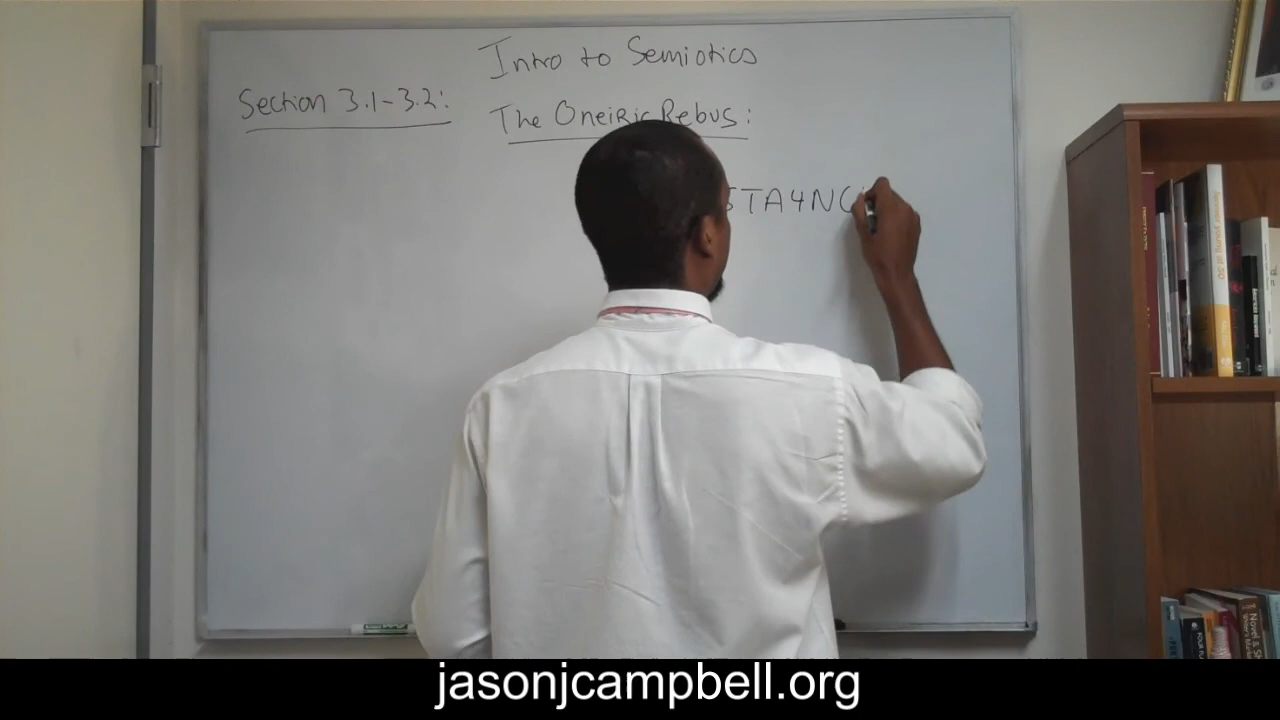 Intro to Semiotics
Section 3.1-3.2:
The Oneiric Rebus:
STA4NC
jasonjcampbell.org